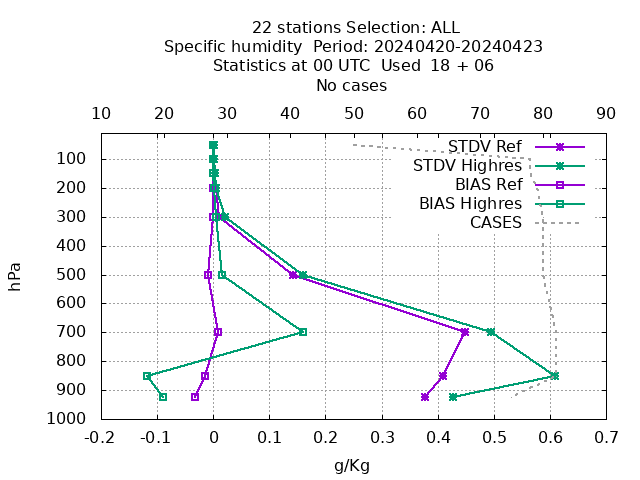 22 stations Selection: ALL
Specific humidity  Period: 20240420-20240423
Statistics at 00 UTC  Used  18 + 06
No cases
10 20 30 40 50 60 70 80 90
STDV Ref
STDV Highres
BIAS Ref
BIAS Highres
CASES
hPa
100
200
300
400
500
600
700
800
900
1000
-0.2 -0.1 0 0.1 0.2 0.3 0.4 0.5 0.6 0.7
g/Kg